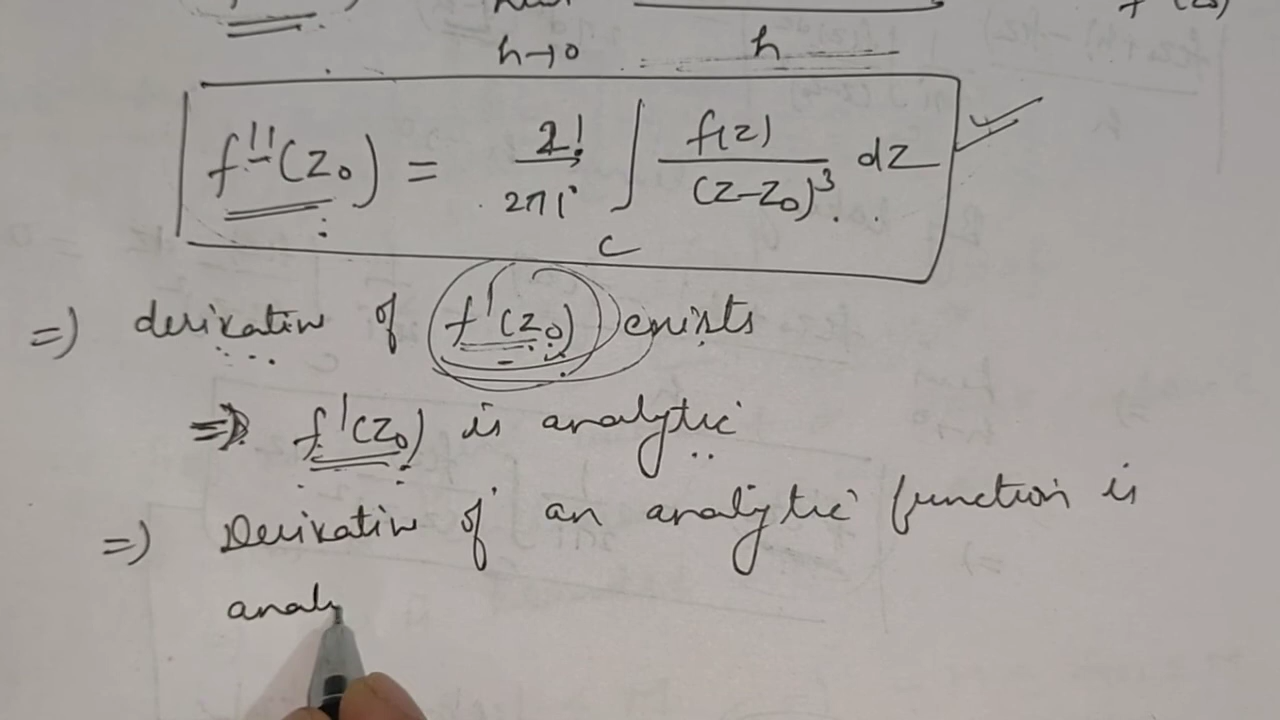 h→0 h
f''(z₀) = 2!/2πi ∫_C f(z)/(z-z₀)³ dz
=) derivative of f'(z₀) exists
=> f'(z₀) is analytic
=) Derivative of an analytic function is
analy